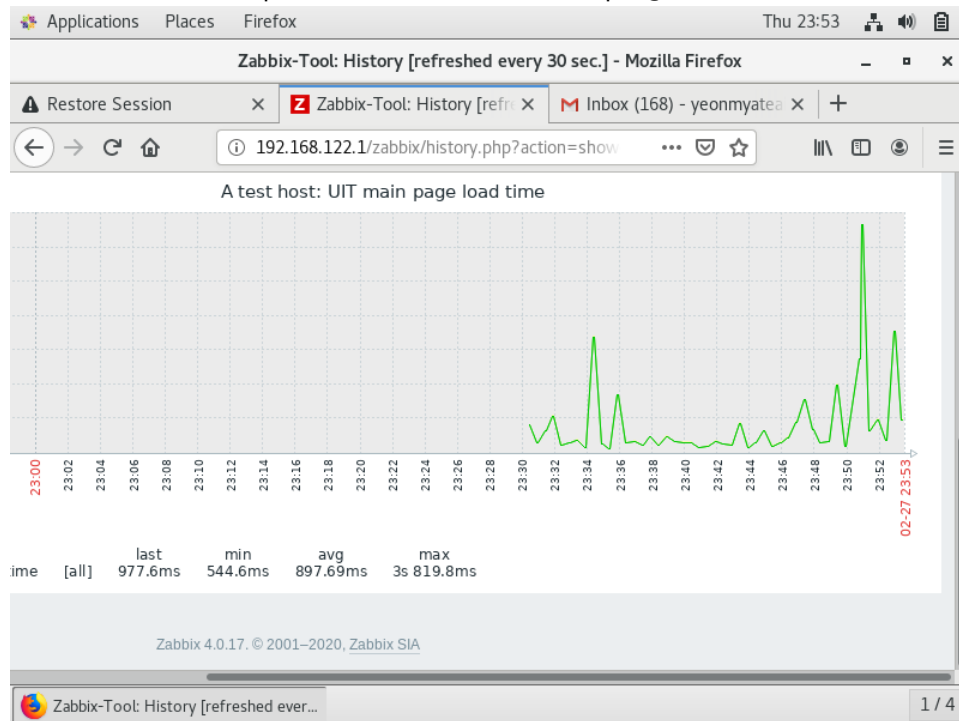 Applications Places Firefox Thu 23:53
Zabbix-Tool: History [refreshed every 30 sec.] - Mozilla Firefox
Restore Session
Zabbix-Tool: History [refre
Inbox (168) - yeonmyatea
192.168.122.1/zabbix/history.php?action=show
A test host: UIT main page load time
23:00 23:02 23:04 23:06 23:08 23:10 23:12 23:14 23:16 23:18 23:20 23:22 23:24 23:26 23:28 23:30 23:32 23:34 23:36 23:38 23:40 23:42 23:44 23:46 23:48 23:50 23:52 02-27 23:53
last min avg max
ime [all] 977.6ms 544.6ms 897.69ms 3s 819.8ms
Zabbix 4.0.17. © 2001–2020, Zabbix SIA
Zabbix-Tool: History [refreshed ever... 1 / 4